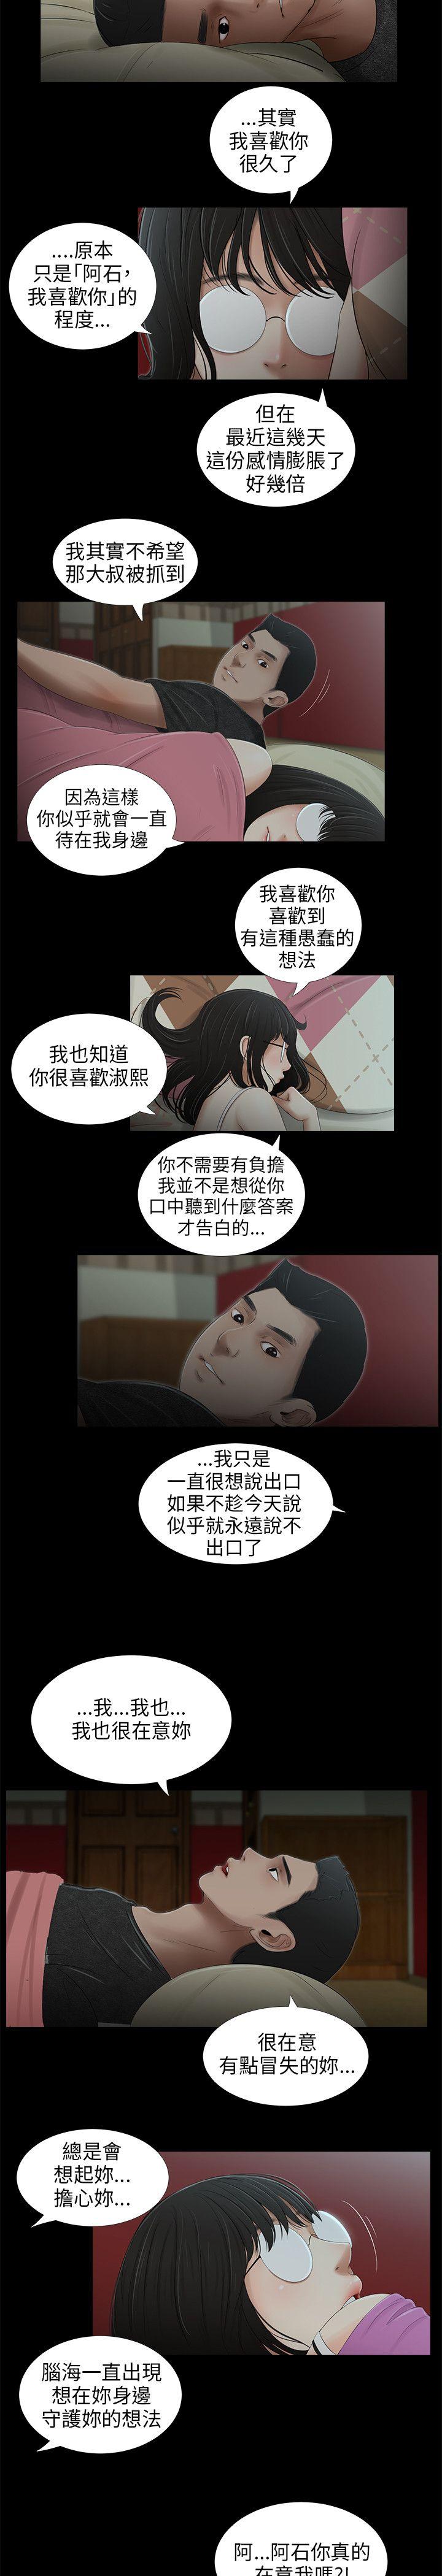 ...其實
我喜歡你
很久了
....原本
只是「阿石,
我喜歡你」的
程度...
但在
最近這幾天
這份感情膨脹了
好幾倍
我其實不希望
那大叔被抓到
因為這樣
你似乎就會一直
待在我身邊
我喜歡你
喜歡到
有這種愚蠢的
想法
我也知道
你很喜歡淑熙
你不需要有負擔
我並不是想從你
口中聽到什麼答案
才告白的...
...我只是
一直很想說出口
如果不趁今天說
似乎就永遠說不
出口了
...我...我也...
我也很在意妳
很在意
有點冒失的妳...
總是會
想起妳...
擔心妳...
腦海一直出現
想在妳身邊
守護妳的想法
阿...阿石你真的
在意我嗎?!